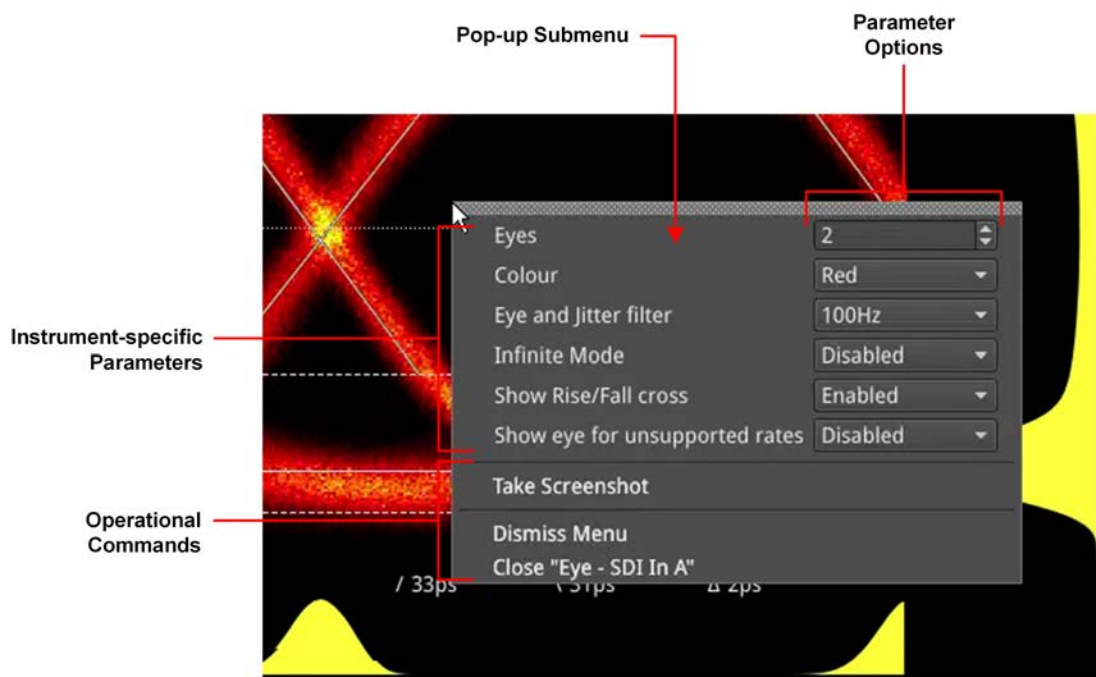 Pop-up Submenu
Parameter
Options
Eyes 2
Colour Red
Eye and Jitter filter 100Hz
Infinite Mode Disabled
Show Rise/Fall cross Enabled
Show eye for unsupported rates Disabled
Instrument-specific
Parameters
Take Screenshot
Dismiss Menu
Close "Eye - SDI In A"
Operational
Commands
/ 33ps \ 31ps Δ 2ps